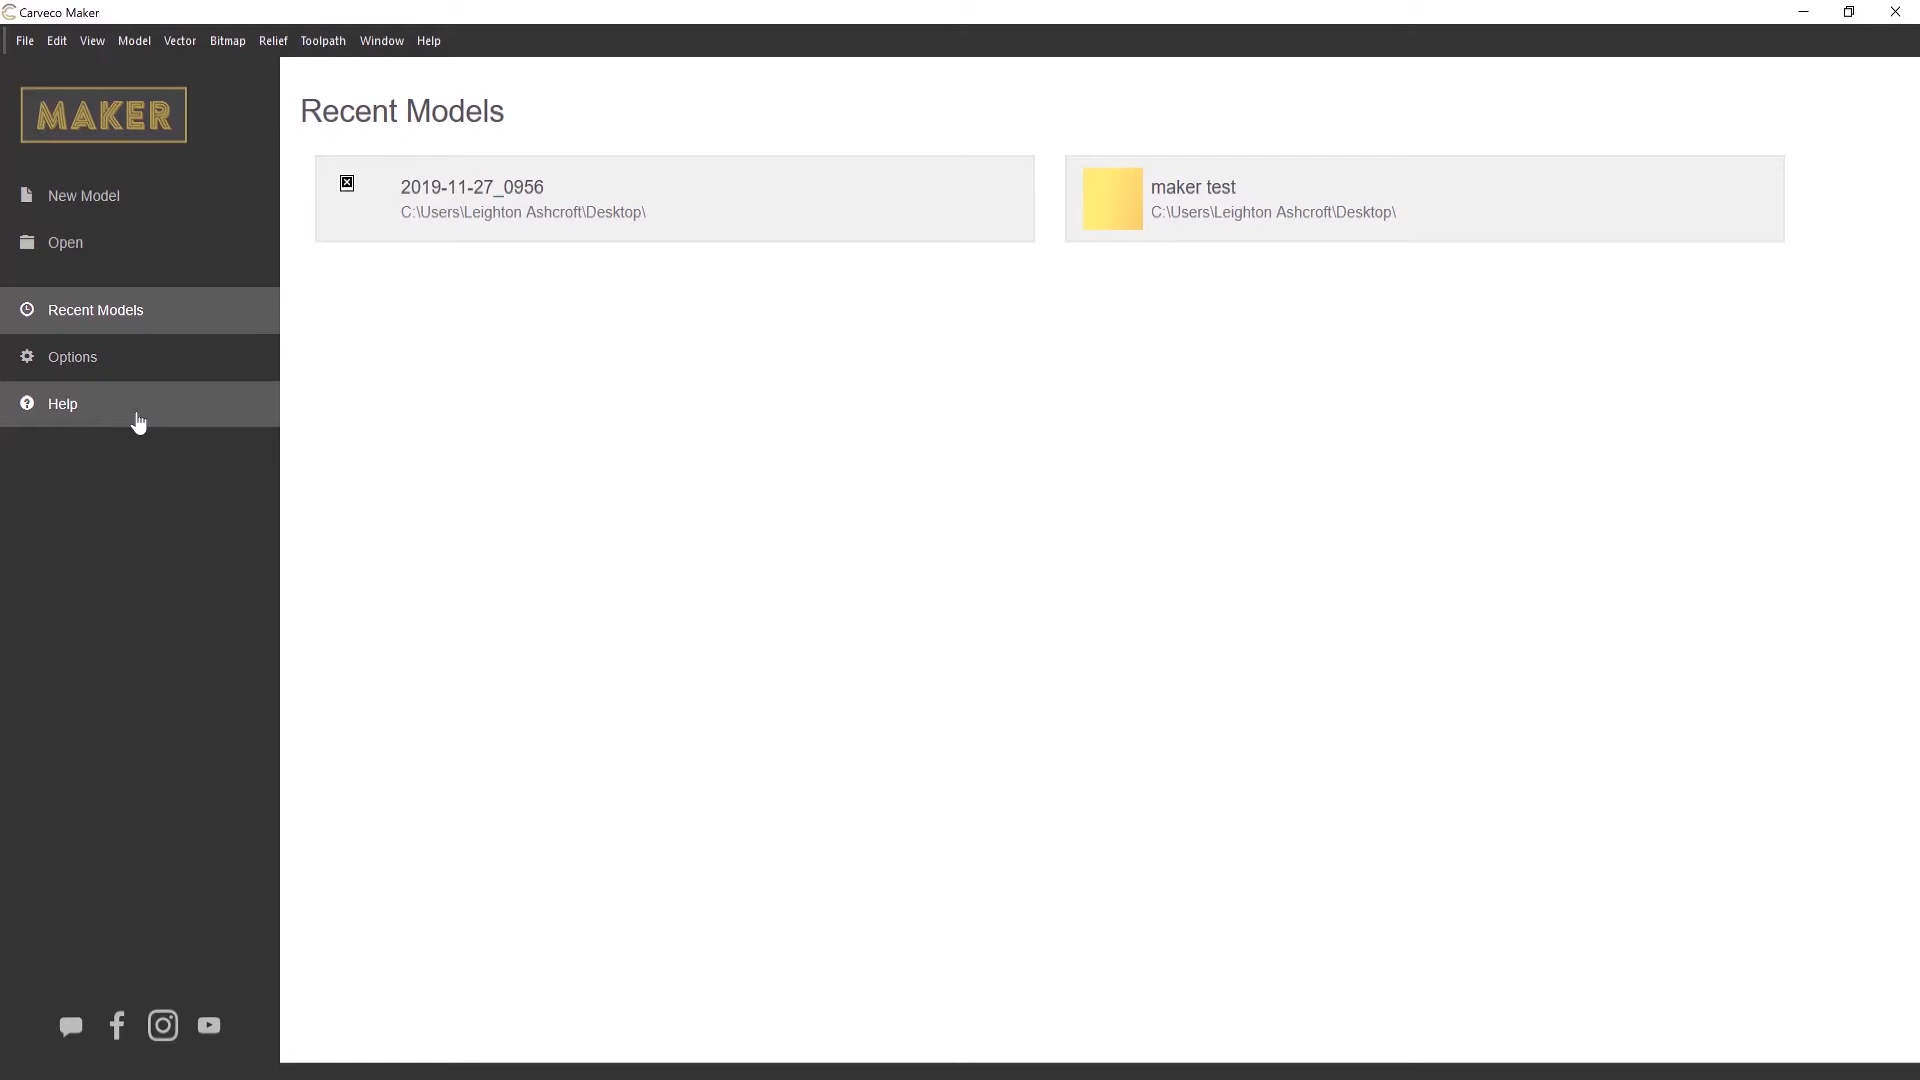 Carveco Maker
File Edit View Model Vector Bitmap Relief Toolpath Window Help
MAKER
New Model
Open
Recent Models
Options
Help
Recent Models
2019-11-27_0956
C:\Users\Leighton Ashcroft\Desktop\
maker test
C:\Users\Leighton Ashcroft\Desktop\